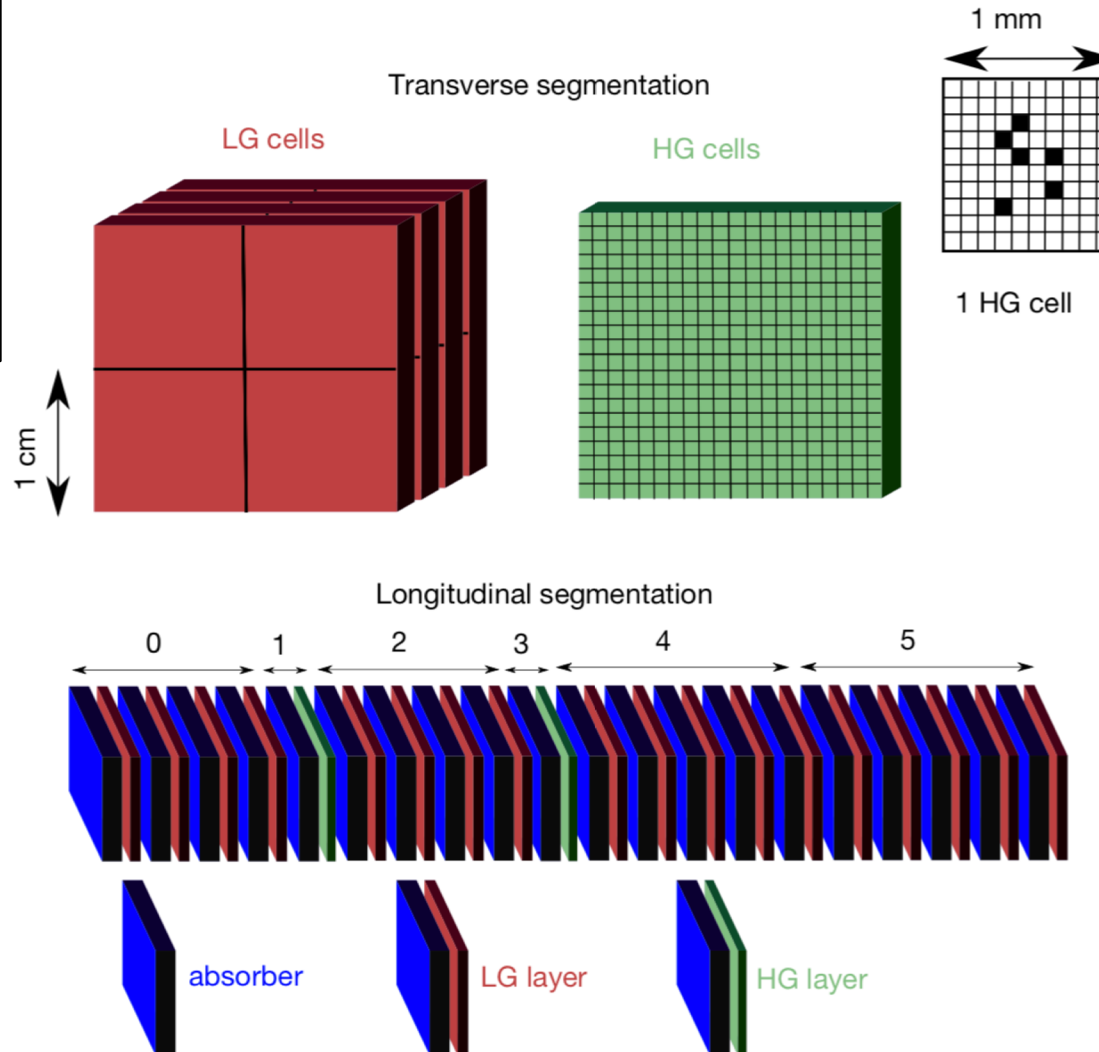 1 mm
Transverse segmentation
LG cells
HG cells
1 HG cell
1 cm
Longitudinal segmentation
0 1 2 3 4 5
absorber
LG layer
HG layer